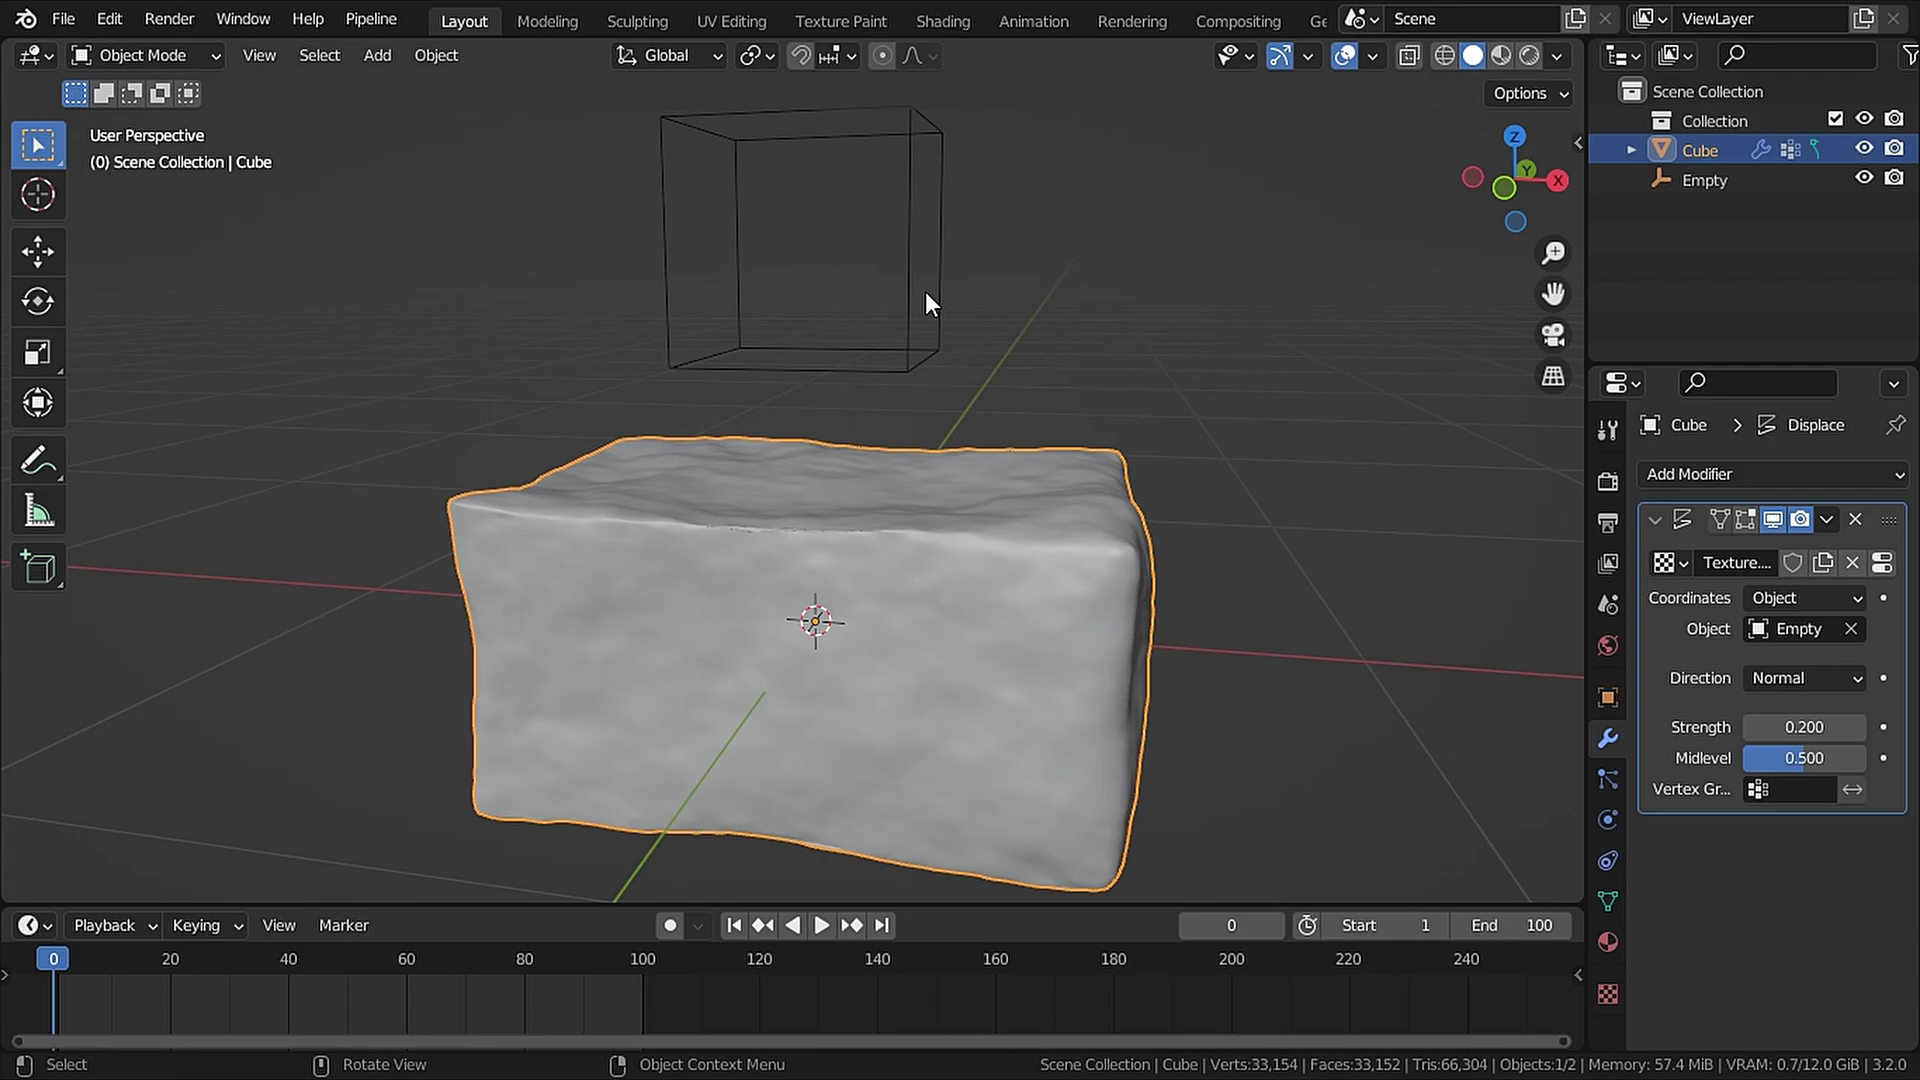 File Edit Render Window Help Pipeline Layout Modeling Sculpting UV Editing Texture Paint Shading Animation Rendering Compositing Ge Scene ViewLayer
Object Mode View Select Add Object Global
Options
User Perspective
(0) Scene Collection | Cube
Z
Y
X
Scene Collection
Collection
Cube
Empty
Cube > Displace
Add Modifier
Texture....
Coordinates Object
Object Empty
Direction Normal
Strength 0.200
Midlevel 0.500
Vertex Gr...
Playback Keying View Marker 0 Start 1 End 100
0 20 40 60 80 100 120 140 160 180 200 220 240
Select Rotate View Object Context Menu Scene Collection | Cube | Verts:33,154 | Faces:33,152 | Tris:66,304 | Objects:1/2 | Memory: 57.4 MiB | VRAM: 0.7/12.0 GiB | 3.2.0